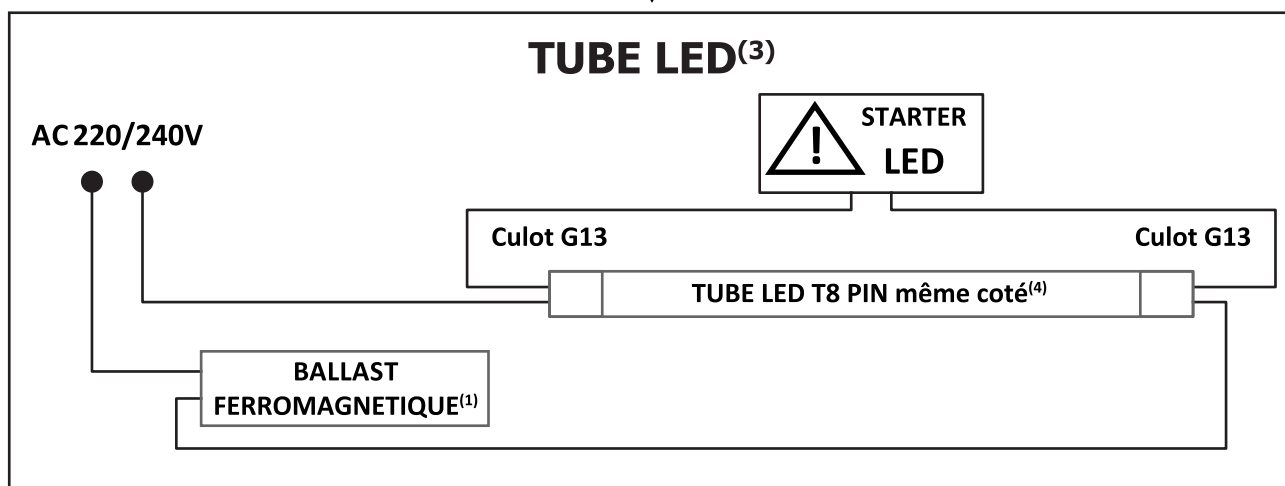 TUBE LED(3)
AC 220/240V
! STARTER
LED
Culot G13
Culot G13
TUBE LED T8 PIN même coté(4)
BALLAST
FERROMAGNETIQUE(1)